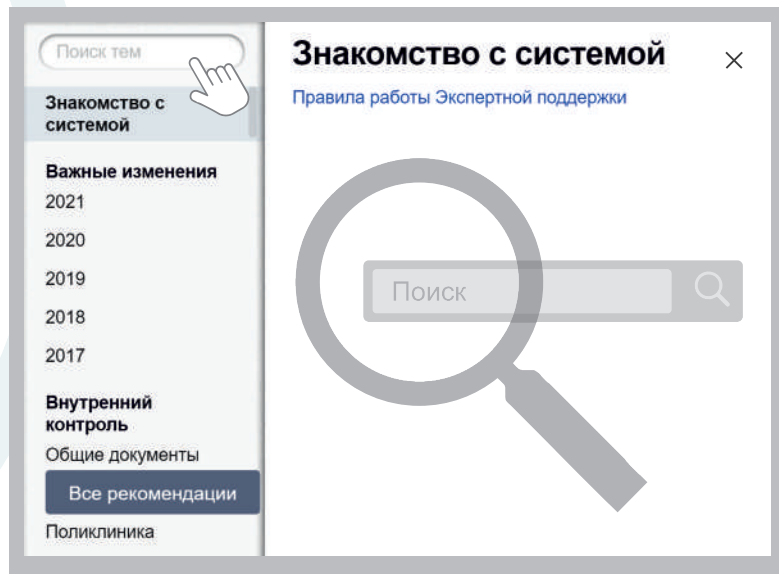 Поиск тем
Знакомство с
системой
Важные изменения
2021
2020
2019
2018
2017
Внутренний
контроль
Общие документы
Все рекомендации
Поликлиника
Знакомство с системой
Правила работы Экспертной поддержки
Поиск